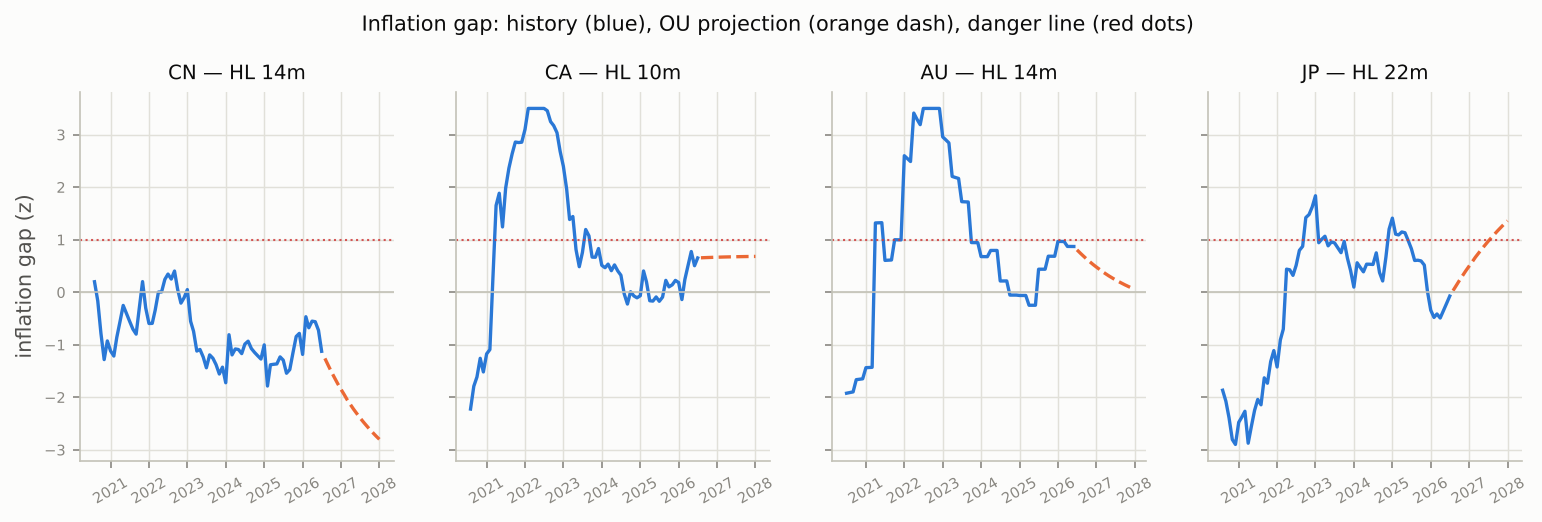 Inflation gap: history (blue), OU projection (orange dash), danger line (red dots)
CN — HL 14m
CA — HL 10m
AU — HL 14m
JP — HL 22m
inflation gap (z)
3
2
1
0
−1
−2
−3
2021 2022 2023 2024 2025 2026 2027 2028
2021 2022 2023 2024 2025 2026 2027 2028
2021 2022 2023 2024 2025 2026 2027 2028
2021 2022 2023 2024 2025 2026 2027 2028